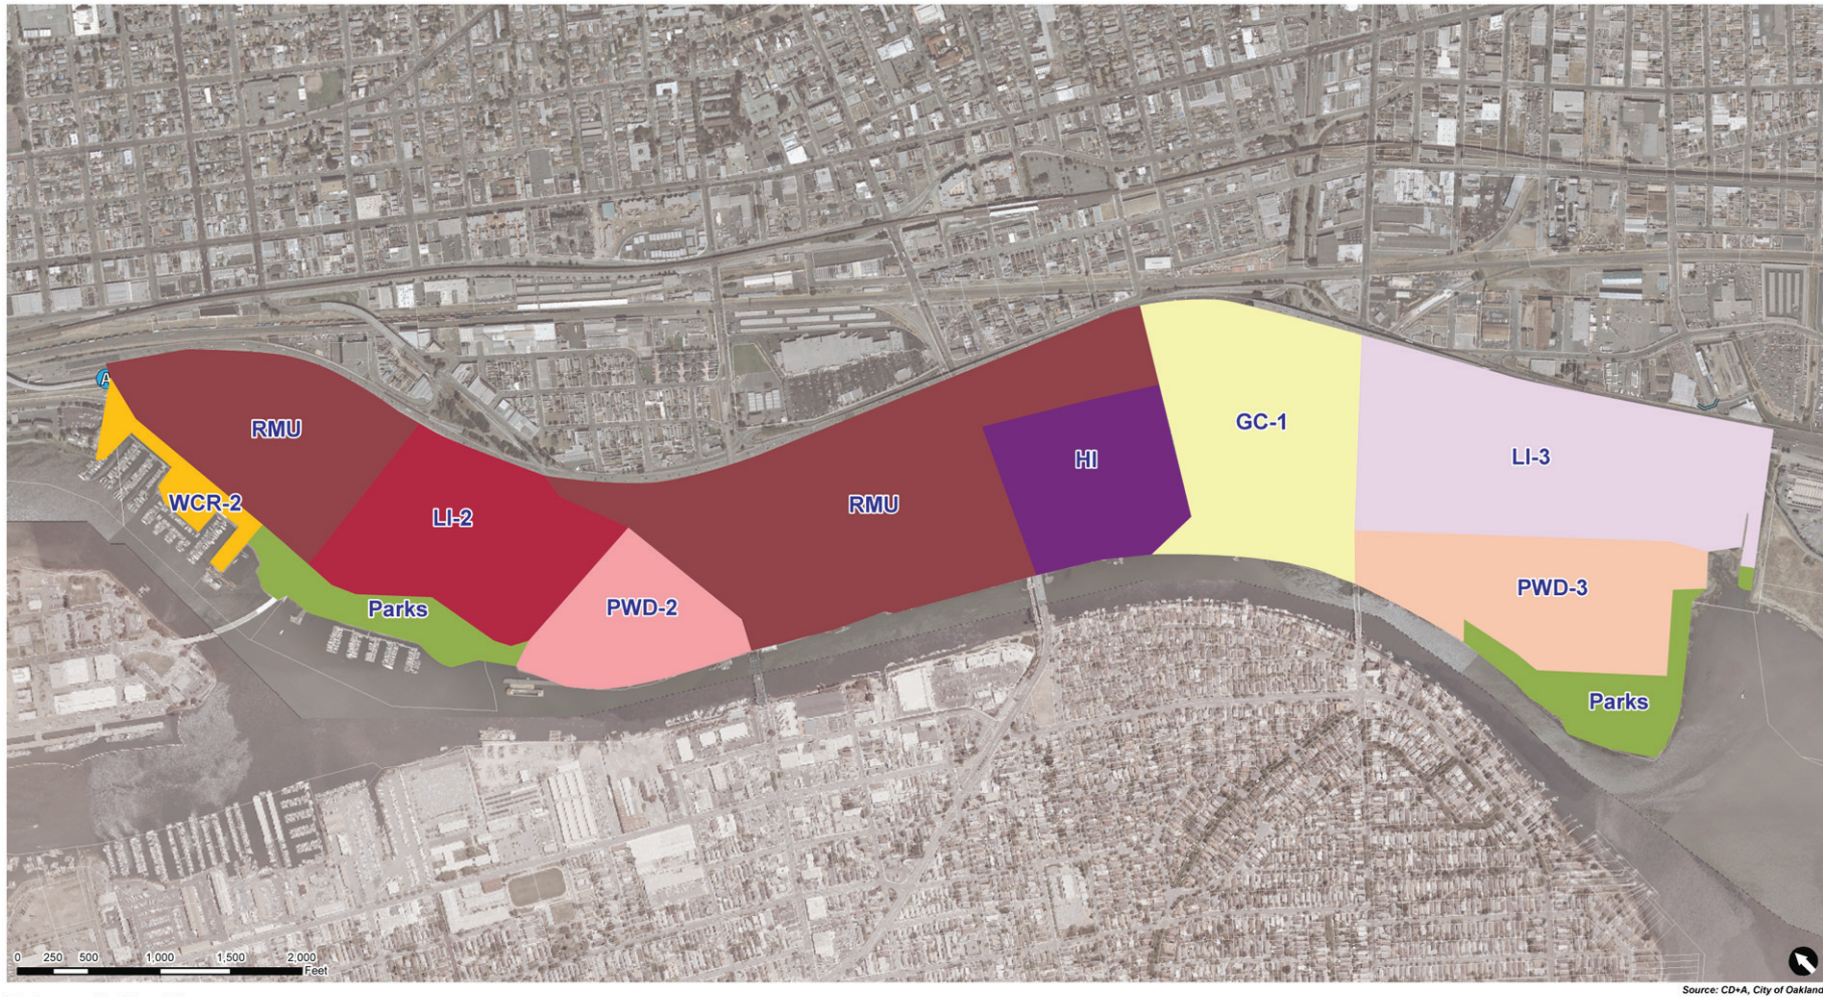 A
RMU
GC-1
LI-3
HI
WCR-2
LI-2
RMU
PWD-2
Parks
PWD-3
Parks
0 250 500 1,000 1,500 2,000
Feet
Source: CD+A, City of Oakland